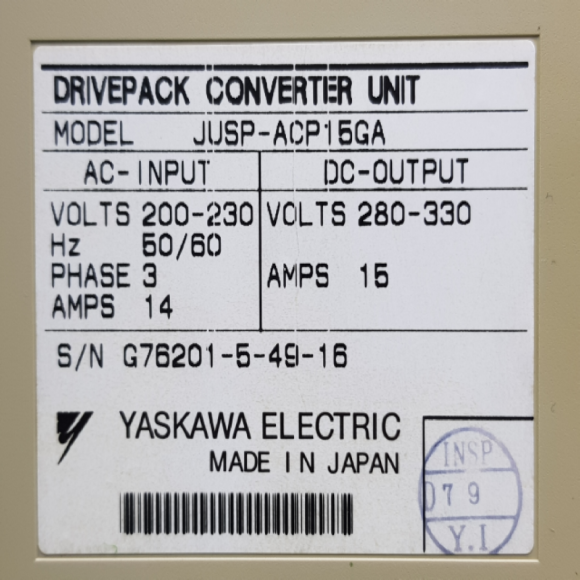 DRIVEPACK CONVERTER UNIT
MODEL JUSP-ACP15GA
AC-INPUT DC-OUTPUT
VOLTS 200-230 VOLTS 280-330
Hz 50/60
PHASE 3 AMPS 15
AMPS 14
S/N G76201-5-49-16
YASKAWA ELECTRIC
MADE IN JAPAN
INSP
079
Y.I